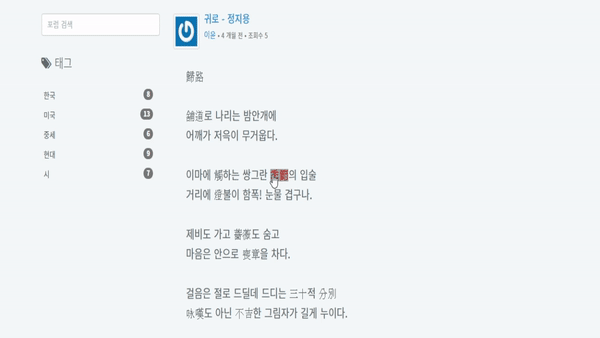 포럼 검색
귀로 - 정지용
이윤 • 4 개월 전 • 조회수 5
태그
한국 8
미국 13
중세 6
현대 9
시 7
歸路
鋪道로 나리는 밤안개에
어깨가 저윽이 무거웁다.
이마에 觸하는 쌍그란 의 입술
거리에 燈불이 함폭! 눈물 겹구나.
제비도 가고 薔薇도 숨고
마음은 안으로 喪章을 차다.
걸음은 절로 드딜데 드디는 三十적 分別
咏嘆도 아닌 不吉한 그림자가 길게 누이다.